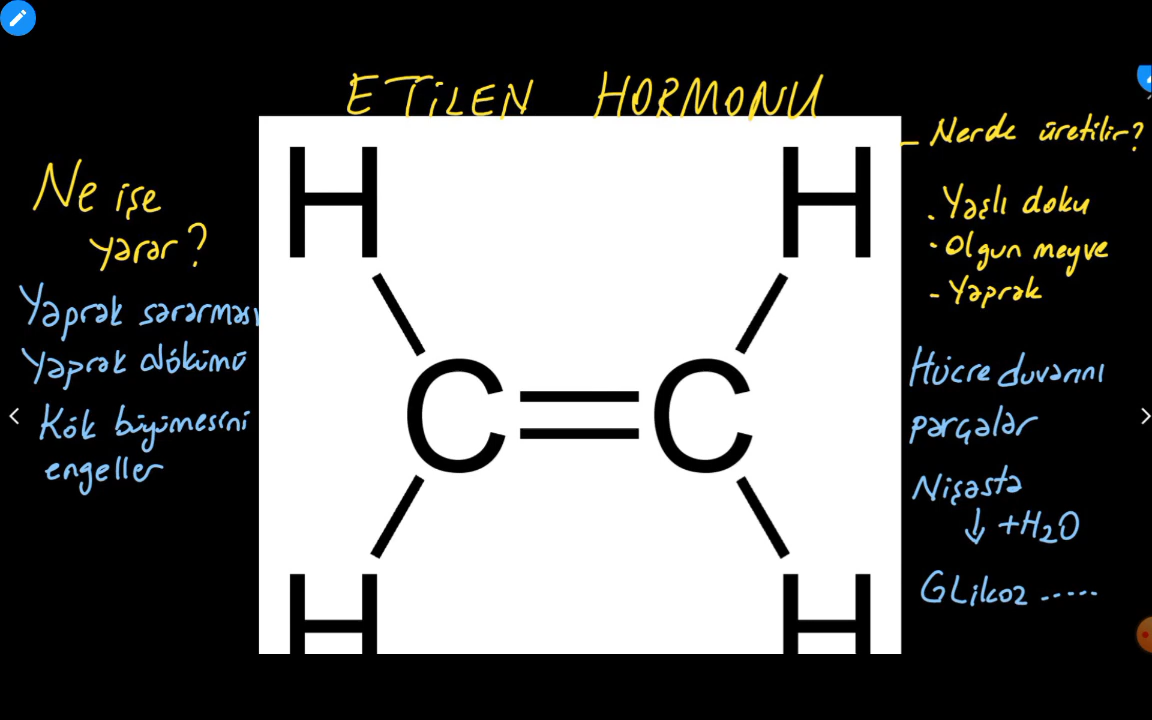 ETİLEN HORMONU
Ne işe
yarar?
Yaprak sararması
Yaprak dökümü
Kök büyümesini
engeller
H H
C=C
H H
- Nerde üretilir?
. Yaşlı doku
. Olgun meyve
- Yaprak
Hücre duvarını
parçalar
Nişasta
↓ +H2O
GLikoz .....